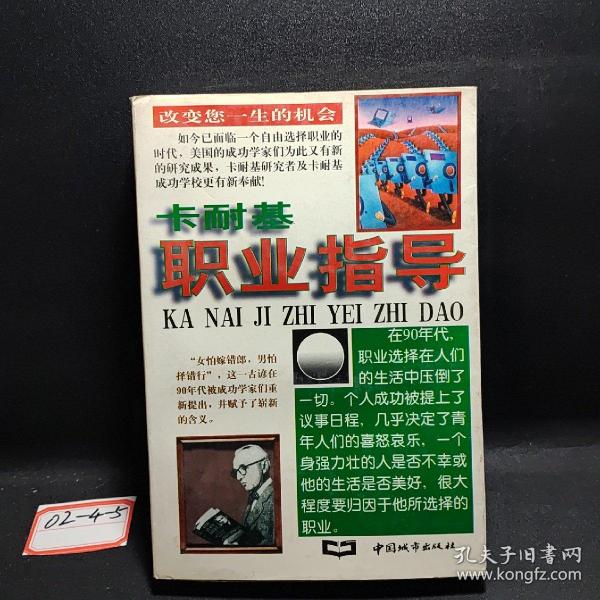 改变您一生的机会
如今已面临一个自由选择职业的
时代，美国的成功学家们为此又有新
的研究成果，卡耐基研究者及卡耐基
成功学校更有新奉献!
卡耐基
职业指导
KA NAI JI ZHI YEI ZHI DAO
“女怕嫁错郎，男怕
择错行”，这一古谚在
90年代被成功学家们重
新提出，并赋予了崭新
的含义。
在90年代，
职业选择在人们
的生活中压倒了
一切。个人成功被提上了
议事日程，几乎决定了青
年人们的喜怒哀乐，一个
身强力壮的人是否不幸或
他的生活是否美好，很大
程度要归因于他所选择的
职业。
中国城市出版社
02-4-5
孔夫子旧书网
www.kongfz.com